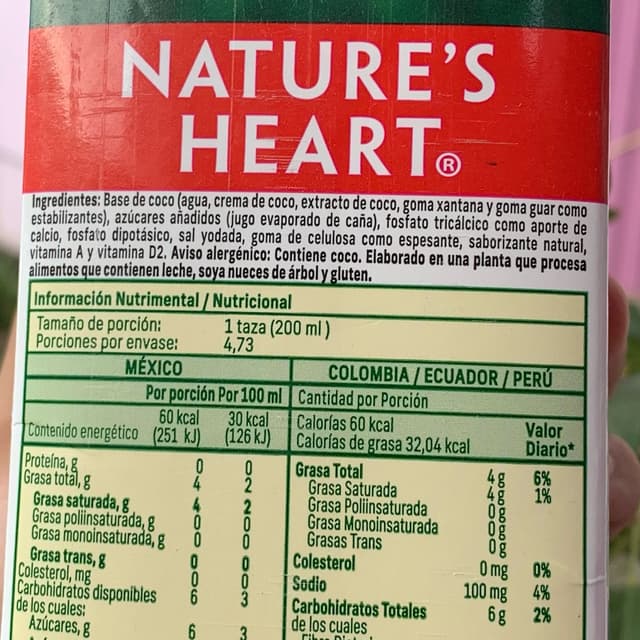 NATURE'S
HEART®
Ingredientes: Base de coco (agua, crema de coco, extracto de coco, goma xantana y goma guar como
estabilizantes), azúcares añadidos (jugo evaporado de caña), fosfato tricálcico como aporte de
calcio, fosfato dipotásico, sal yodada, goma de celulosa como espesante, saborizante natural,
vitamina A y vitamina D2. Aviso alergénico: Contiene coco. Elaborado en una planta que procesa
alimentos que contienen leche, soya nueces de árbol y gluten.
Información Nutrimental / Nutricional
Tamaño de porción: 1 taza (200 ml)
Porciones por envase: 4,73
MÉXICO
Por porción Por 100 ml
Contenido energético 60 kcal 30 kcal
(251 kJ) (126 kJ)
Proteína, g 0 0
Grasa total, g 4 2
Grasa saturada, g 4 2
Grasa poliinsaturada, g 0 0
Grasa monoinsaturada, g 0 0
Grasa trans, g 0 0
Colesterol, mg 0 0
Carbohidratos disponibles 6 3
de los cuales:
Azúcares, g 6 3
COLOMBIA / ECUADOR / PERÚ
Cantidad por Porción
Calorías 60 kcal Valor
Calorías de grasa 32,04 kcal Diario*
Grasa Total 4 g 6%
Grasa Saturada 4 g 1%
Grasa Poliinsaturada 0 g
Grasa Monoinsaturada 0 g
Grasas Trans 0 g
Colesterol 0 mg 0%
Sodio 100 mg 4%
Carbohidratos Totales 6 g 2%
de los cuales